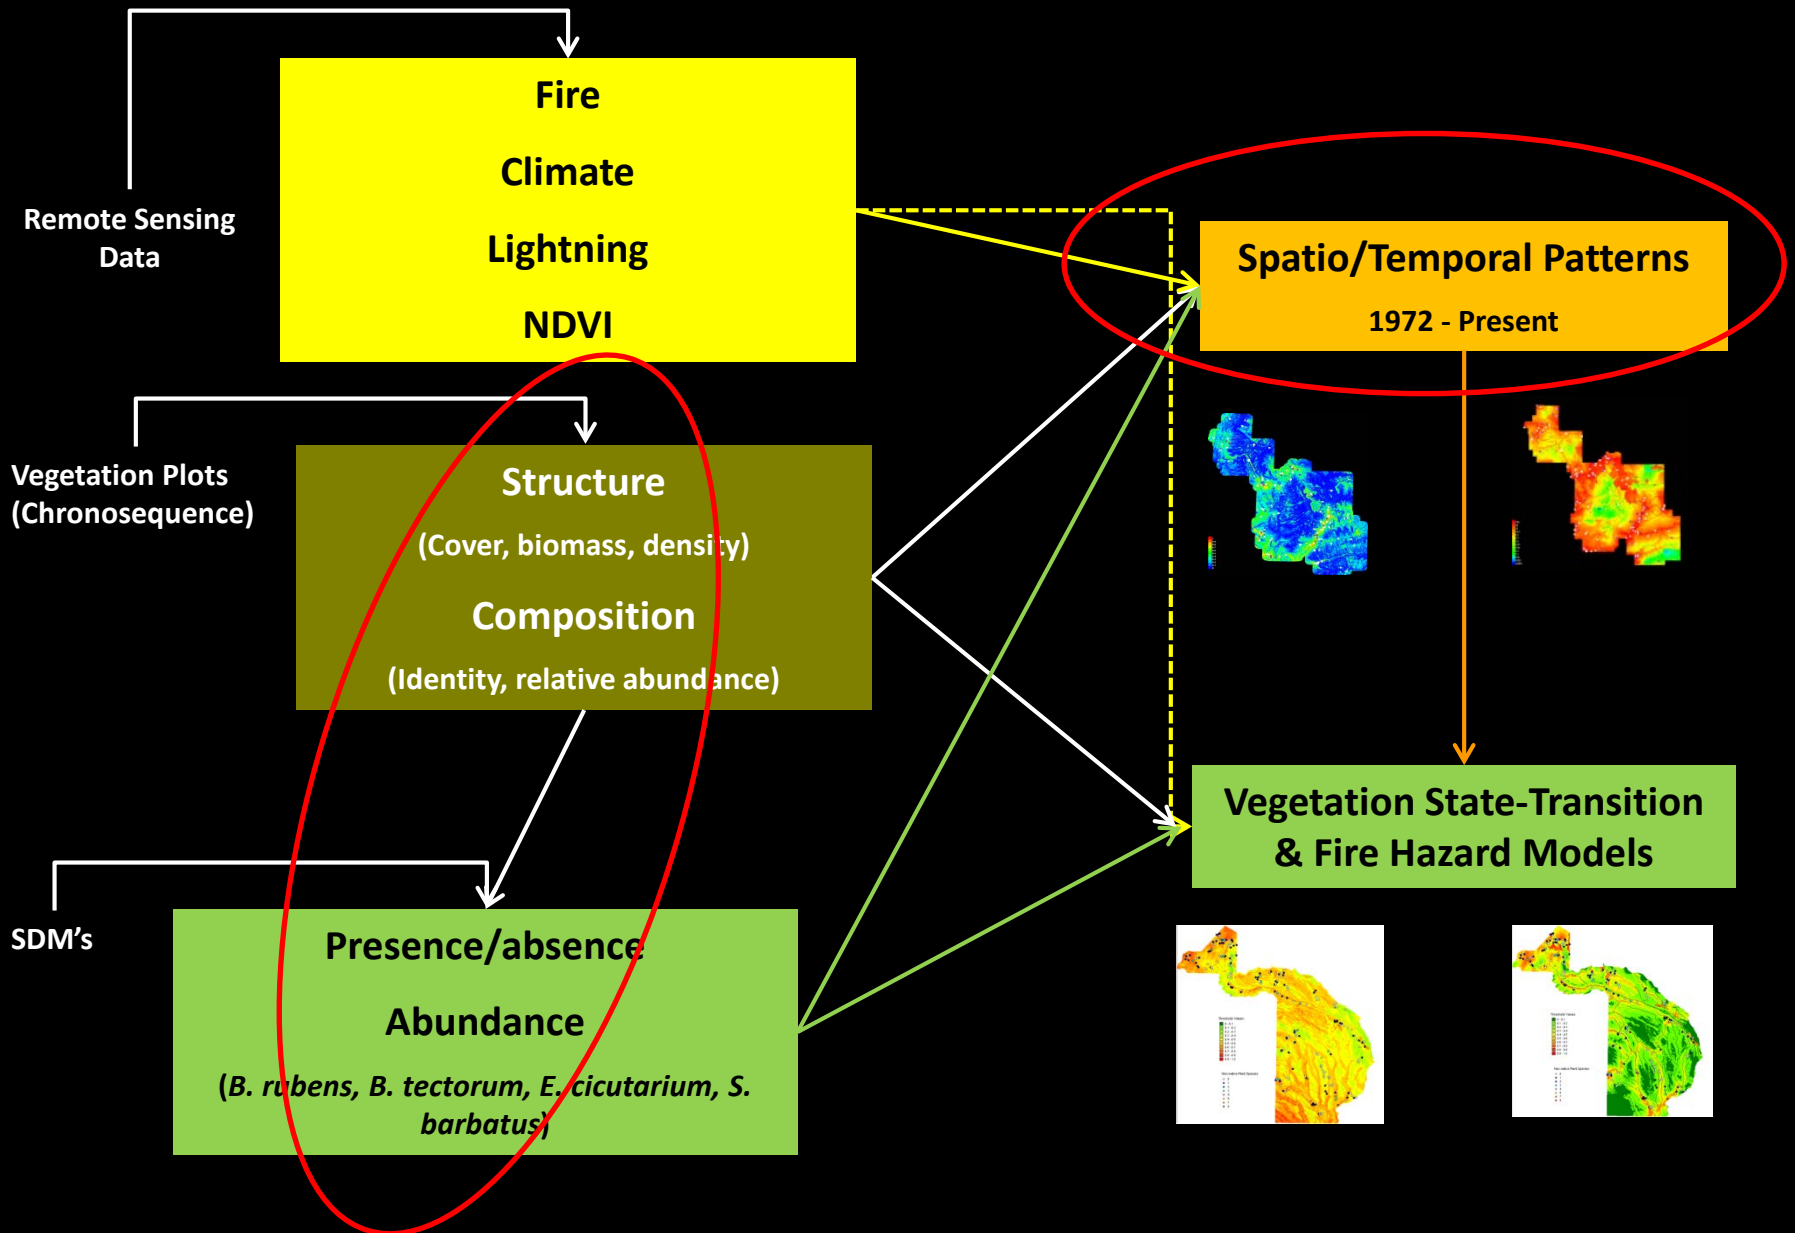 Fire
Climate
Lightning
NDVI
Remote Sensing
Data
Spatio/Temporal Patterns
1972 - Present
Vegetation Plots
(Chronosequence)
Structure
(Cover, biomass, density)
Composition
(Identity, relative abundance)
Vegetation State-Transition
& Fire Hazard Models
SDM's
Presence/absence
Abundance
(B. rubens, B. tectorum, E. cicutarium, S.
barbatus)